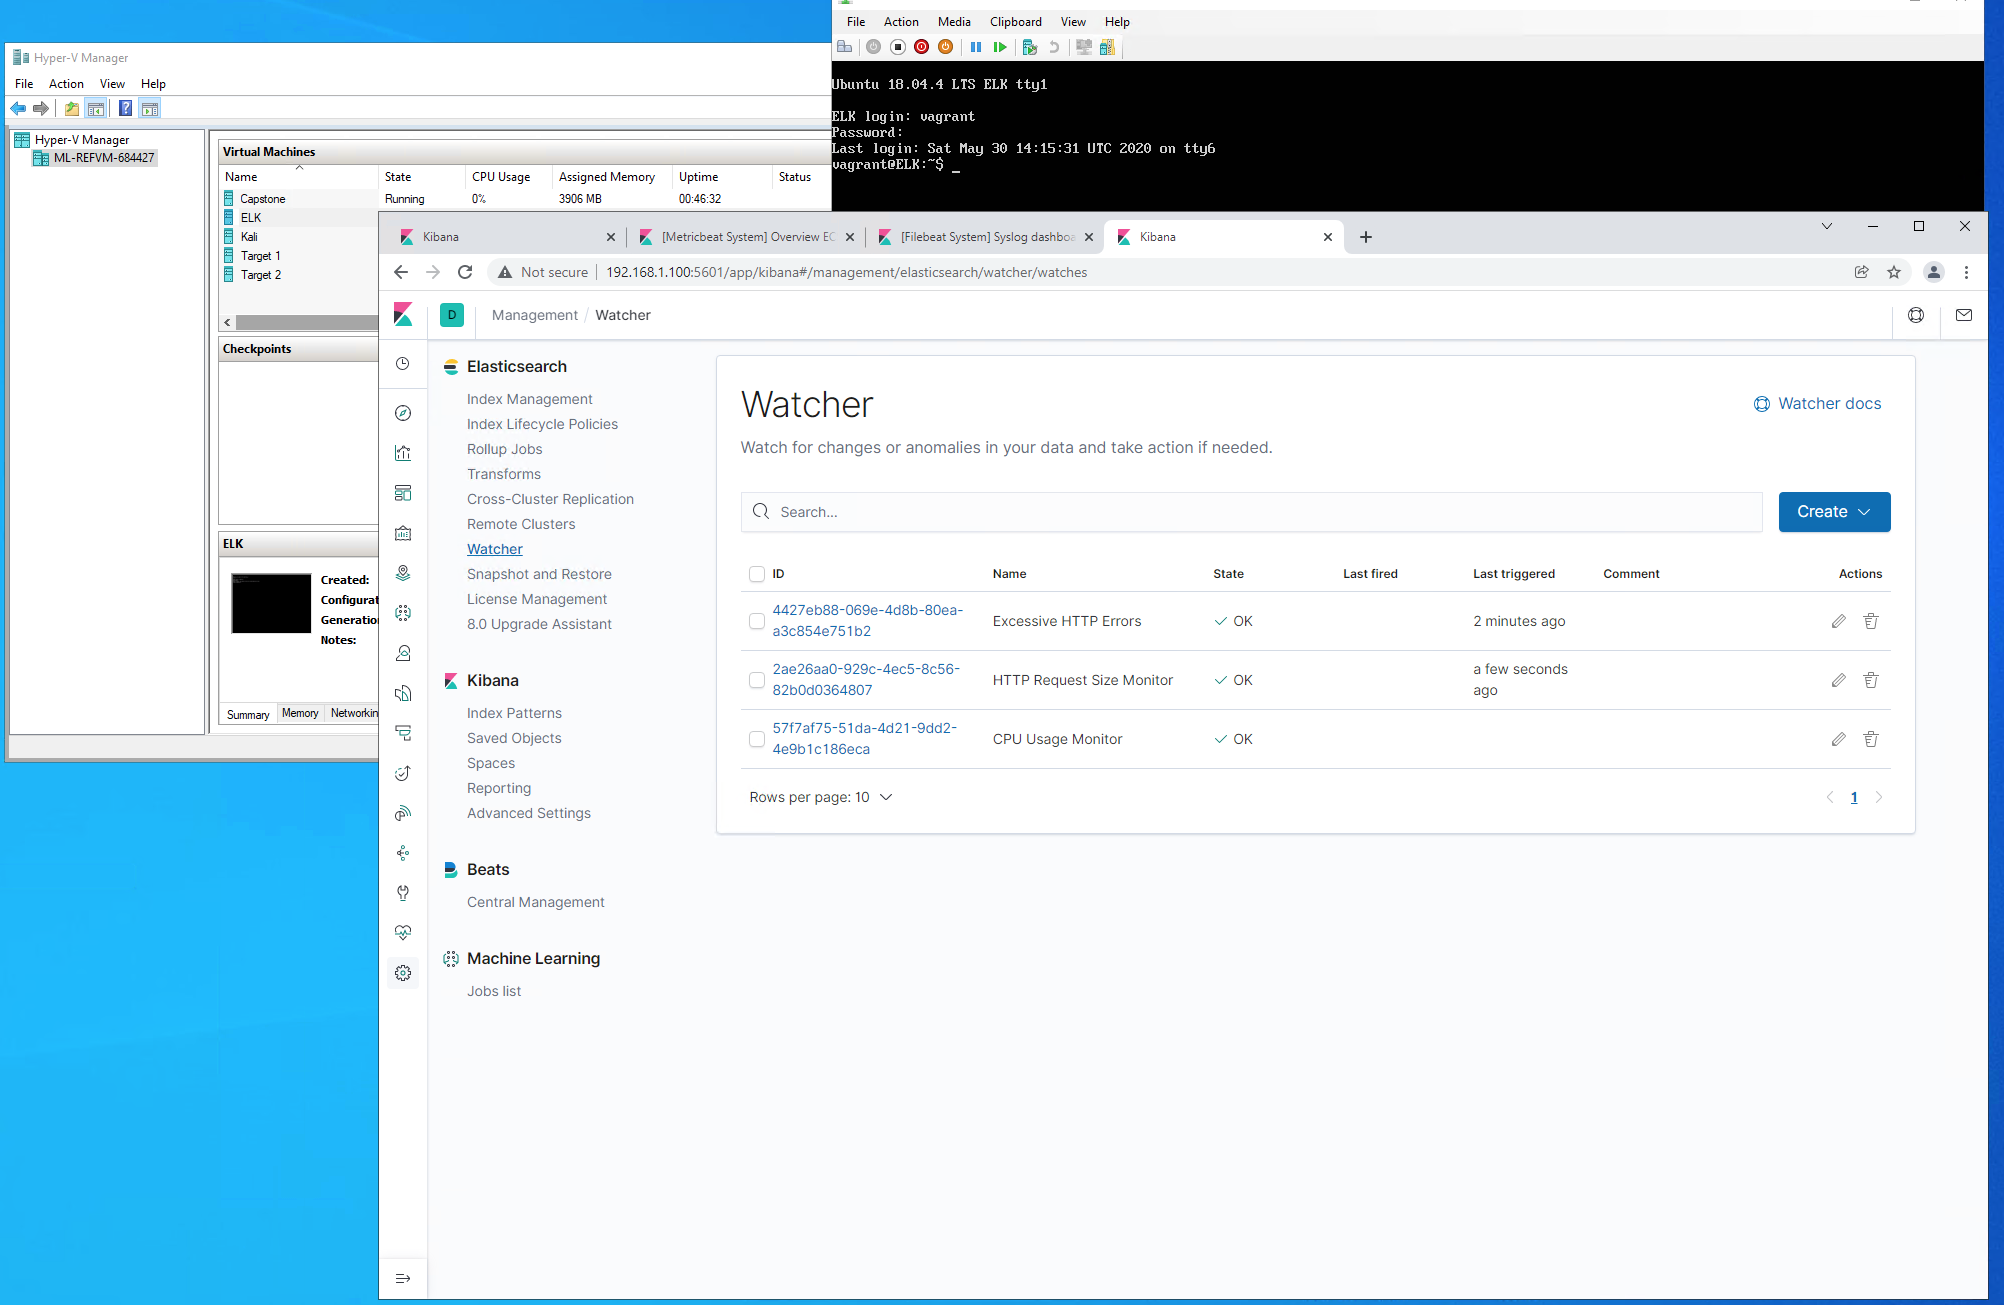 Hyper-V Manager
File Action View Help
Hyper-V Manager
ML-REFVM-684427
Virtual Machines
Name State CPU Usage Assigned Memory Uptime Status
Capstone Running 0% 3906 MB 00:46:32
ELK
Kali
Target 1
Target 2
Checkpoints
ELK
Created:
Configurat
Generation
Notes:
Summary Memory Networkin
File Action Media Clipboard View Help
Ubuntu 18.04.4 LTS ELK tty1
ELK login: vagrant
Password:
Last login: Sat May 30 14:15:31 UTC 2020 on tty6
vagrant@ELK:~$ _
Kibana [Metricbeat System] Overview EC [Filebeat System] Syslog dashboa Kibana
Not secure 192.168.1.100:5601/app/kibana#/management/elasticsearch/watcher/watches
D Management / Watcher
Elasticsearch
Index Management
Index Lifecycle Policies
Rollup Jobs
Transforms
Cross-Cluster Replication
Remote Clusters
Watcher
Snapshot and Restore
License Management
8.0 Upgrade Assistant
Kibana
Index Patterns
Saved Objects
Spaces
Reporting
Advanced Settings
Beats
Central Management
Machine Learning
Jobs list
Watcher
Watcher docs
Watch for changes or anomalies in your data and take action if needed.
Search...
Create
ID Name State Last fired Last triggered Comment Actions
4427eb88-069e-4d8b-80ea-
a3c854e751b2
Excessive HTTP Errors OK 2 minutes ago
2ae26aa0-929c-4ec5-8c56-
82b0d0364807
HTTP Request Size Monitor OK a few seconds
ago
57f7af75-51da-4d21-9dd2-
4e9b1c186eca
CPU Usage Monitor OK
Rows per page: 10
1